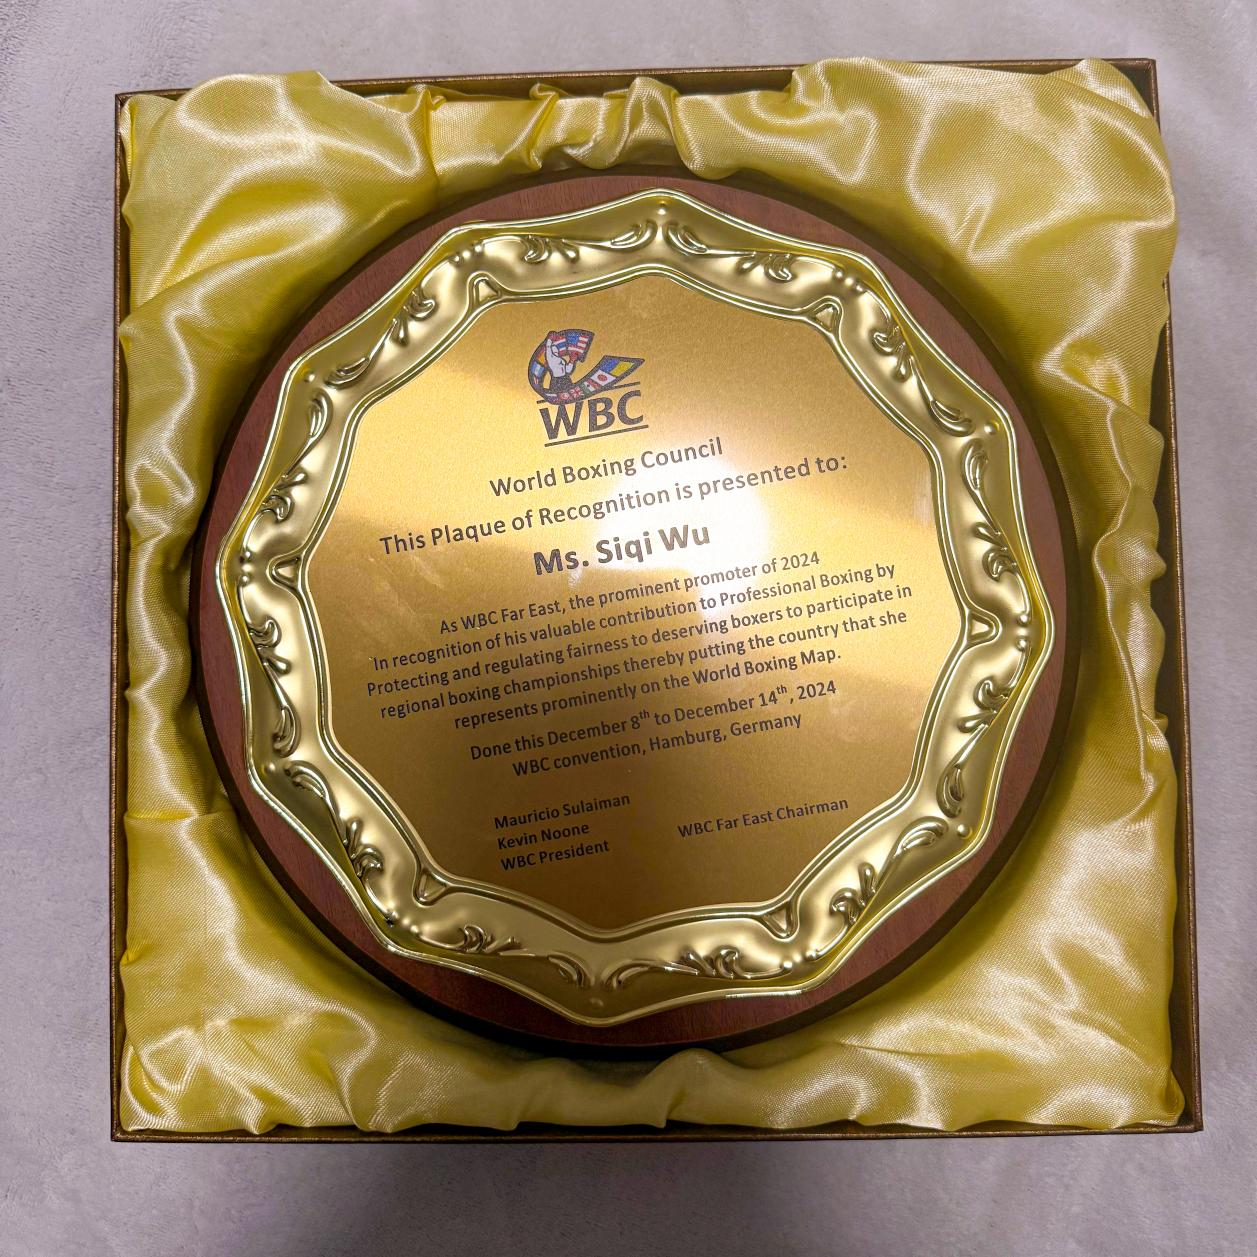 WBC
World Boxing Council
This Plaque of Recognition is presented to:
Ms. Siqi Wu
As WBC Far East, the prominent promoter of 2024
In recognition of his valuable contribution to Professional Boxing by
Protecting and regulating fairness to deserving boxers to participate in
regional boxing championships thereby putting the country that she
represents prominently on the World Boxing Map.
Done this December 8th to December 14th, 2024
WBC convention, Hamburg, Germany
Mauricio Sulaiman
Kevin Noone
WBC President
WBC Far East Chairman